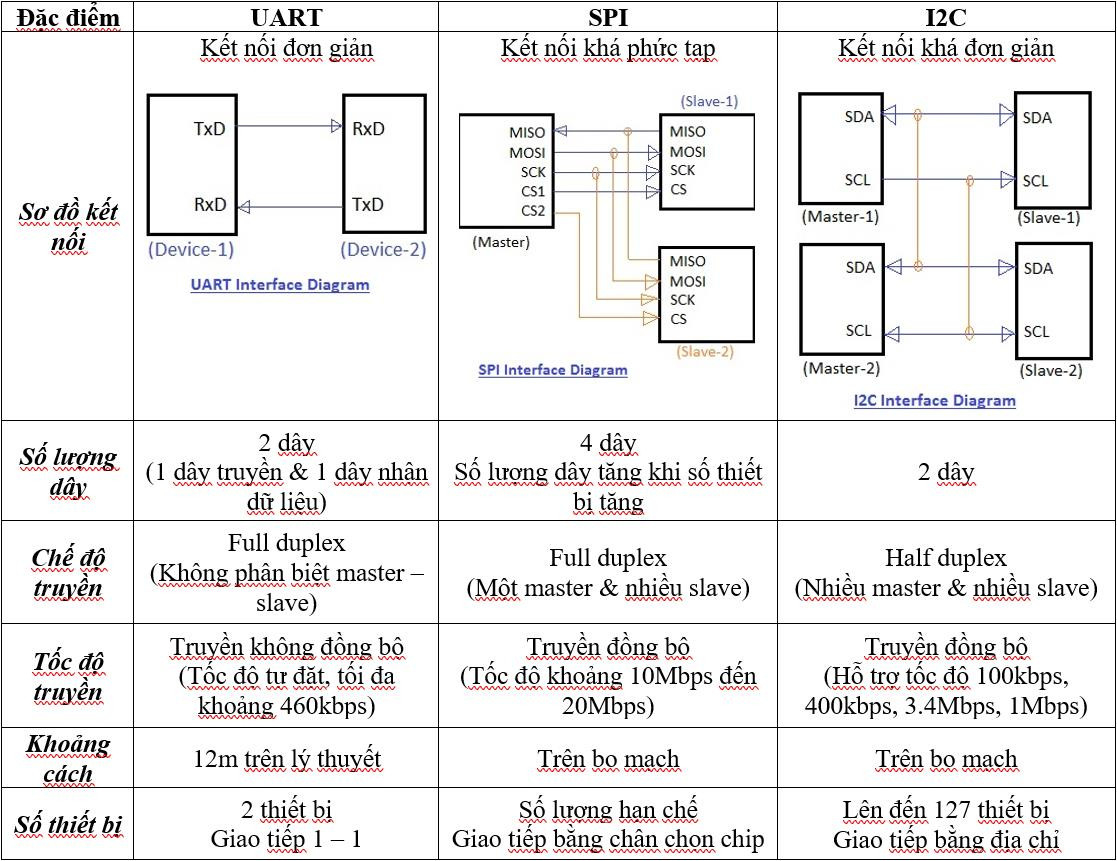 Đặc điểm
UART
SPI
I2C
Sơ đồ kết
nối
Kết nối đơn giản
TxD
RxD
RxD
TxD
(Device-1)
(Device-2)
UART Interface Diagram
Kết nối khá phức tạp
(Slave-1)
MISO
MOSI
SCK
CS1
CS2
(Master)
MISO
MOSI
SCK
CS
MISO
MOSI
SCK
CS
(Slave-2)
SPI Interface Diagram
Kết nối khá đơn giản
SDA
SCL
(Master-1)
SDA
SCL
(Slave-1)
SDA
SCL
(Master-2)
SDA
SCL
(Slave-2)
I2C Interface Diagram
Số lượng
dây
2 dây
(1 dây truyền & 1 dây nhận
dữ liệu)
4 dây
Số lượng dây tăng khi số thiết
bị tăng
2 dây
Chế độ
truyền
Full duplex
(Không phân biệt master –
slave)
Full duplex
(Một master & nhiều slave)
Half duplex
(Nhiều master & nhiều slave)
Tốc độ
truyền
Truyền không đồng bộ
(Tốc độ tự đặt, tối đa
khoảng 460kbps)
Truyền đồng bộ
(Tốc độ khoảng 10Mbps đến
20Mbps)
Truyền đồng bộ
(Hỗ trợ tốc độ 100kbps,
400kbps, 3.4Mbps, 1Mbps)
Khoảng
cách
12m trên lý thuyết
Trên bo mạch
Trên bo mạch
Số thiết bị
2 thiết bị
Giao tiếp 1 – 1
Số lượng hạn chế
Giao tiếp bằng chân chọn chip
Lên đến 127 thiết bị
Giao tiếp bằng địa chỉ